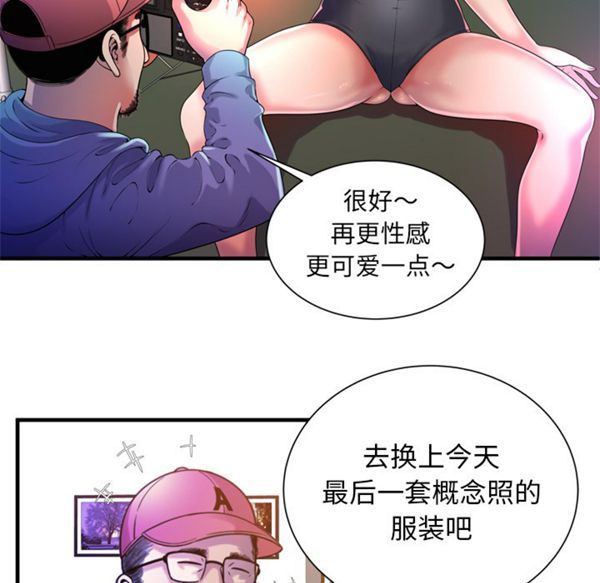 很好～
再更性感
更可爱一点～
去换上今天
最后一套概念照的
服装吧
A